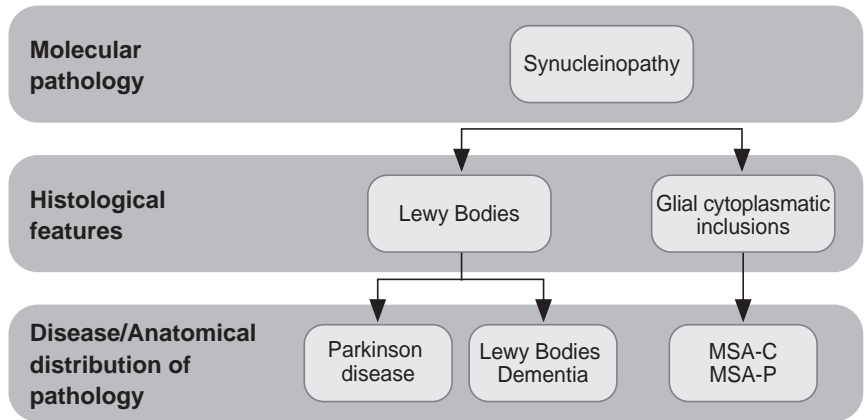 Molecular
pathology
Synucleinopathy
Histological
features
Lewy Bodies
Glial cytoplasmatic
inclusions
Disease/Anatomical
distribution of
pathology
Parkinson
disease
Lewy Bodies
Dementia
MSA-C
MSA-P